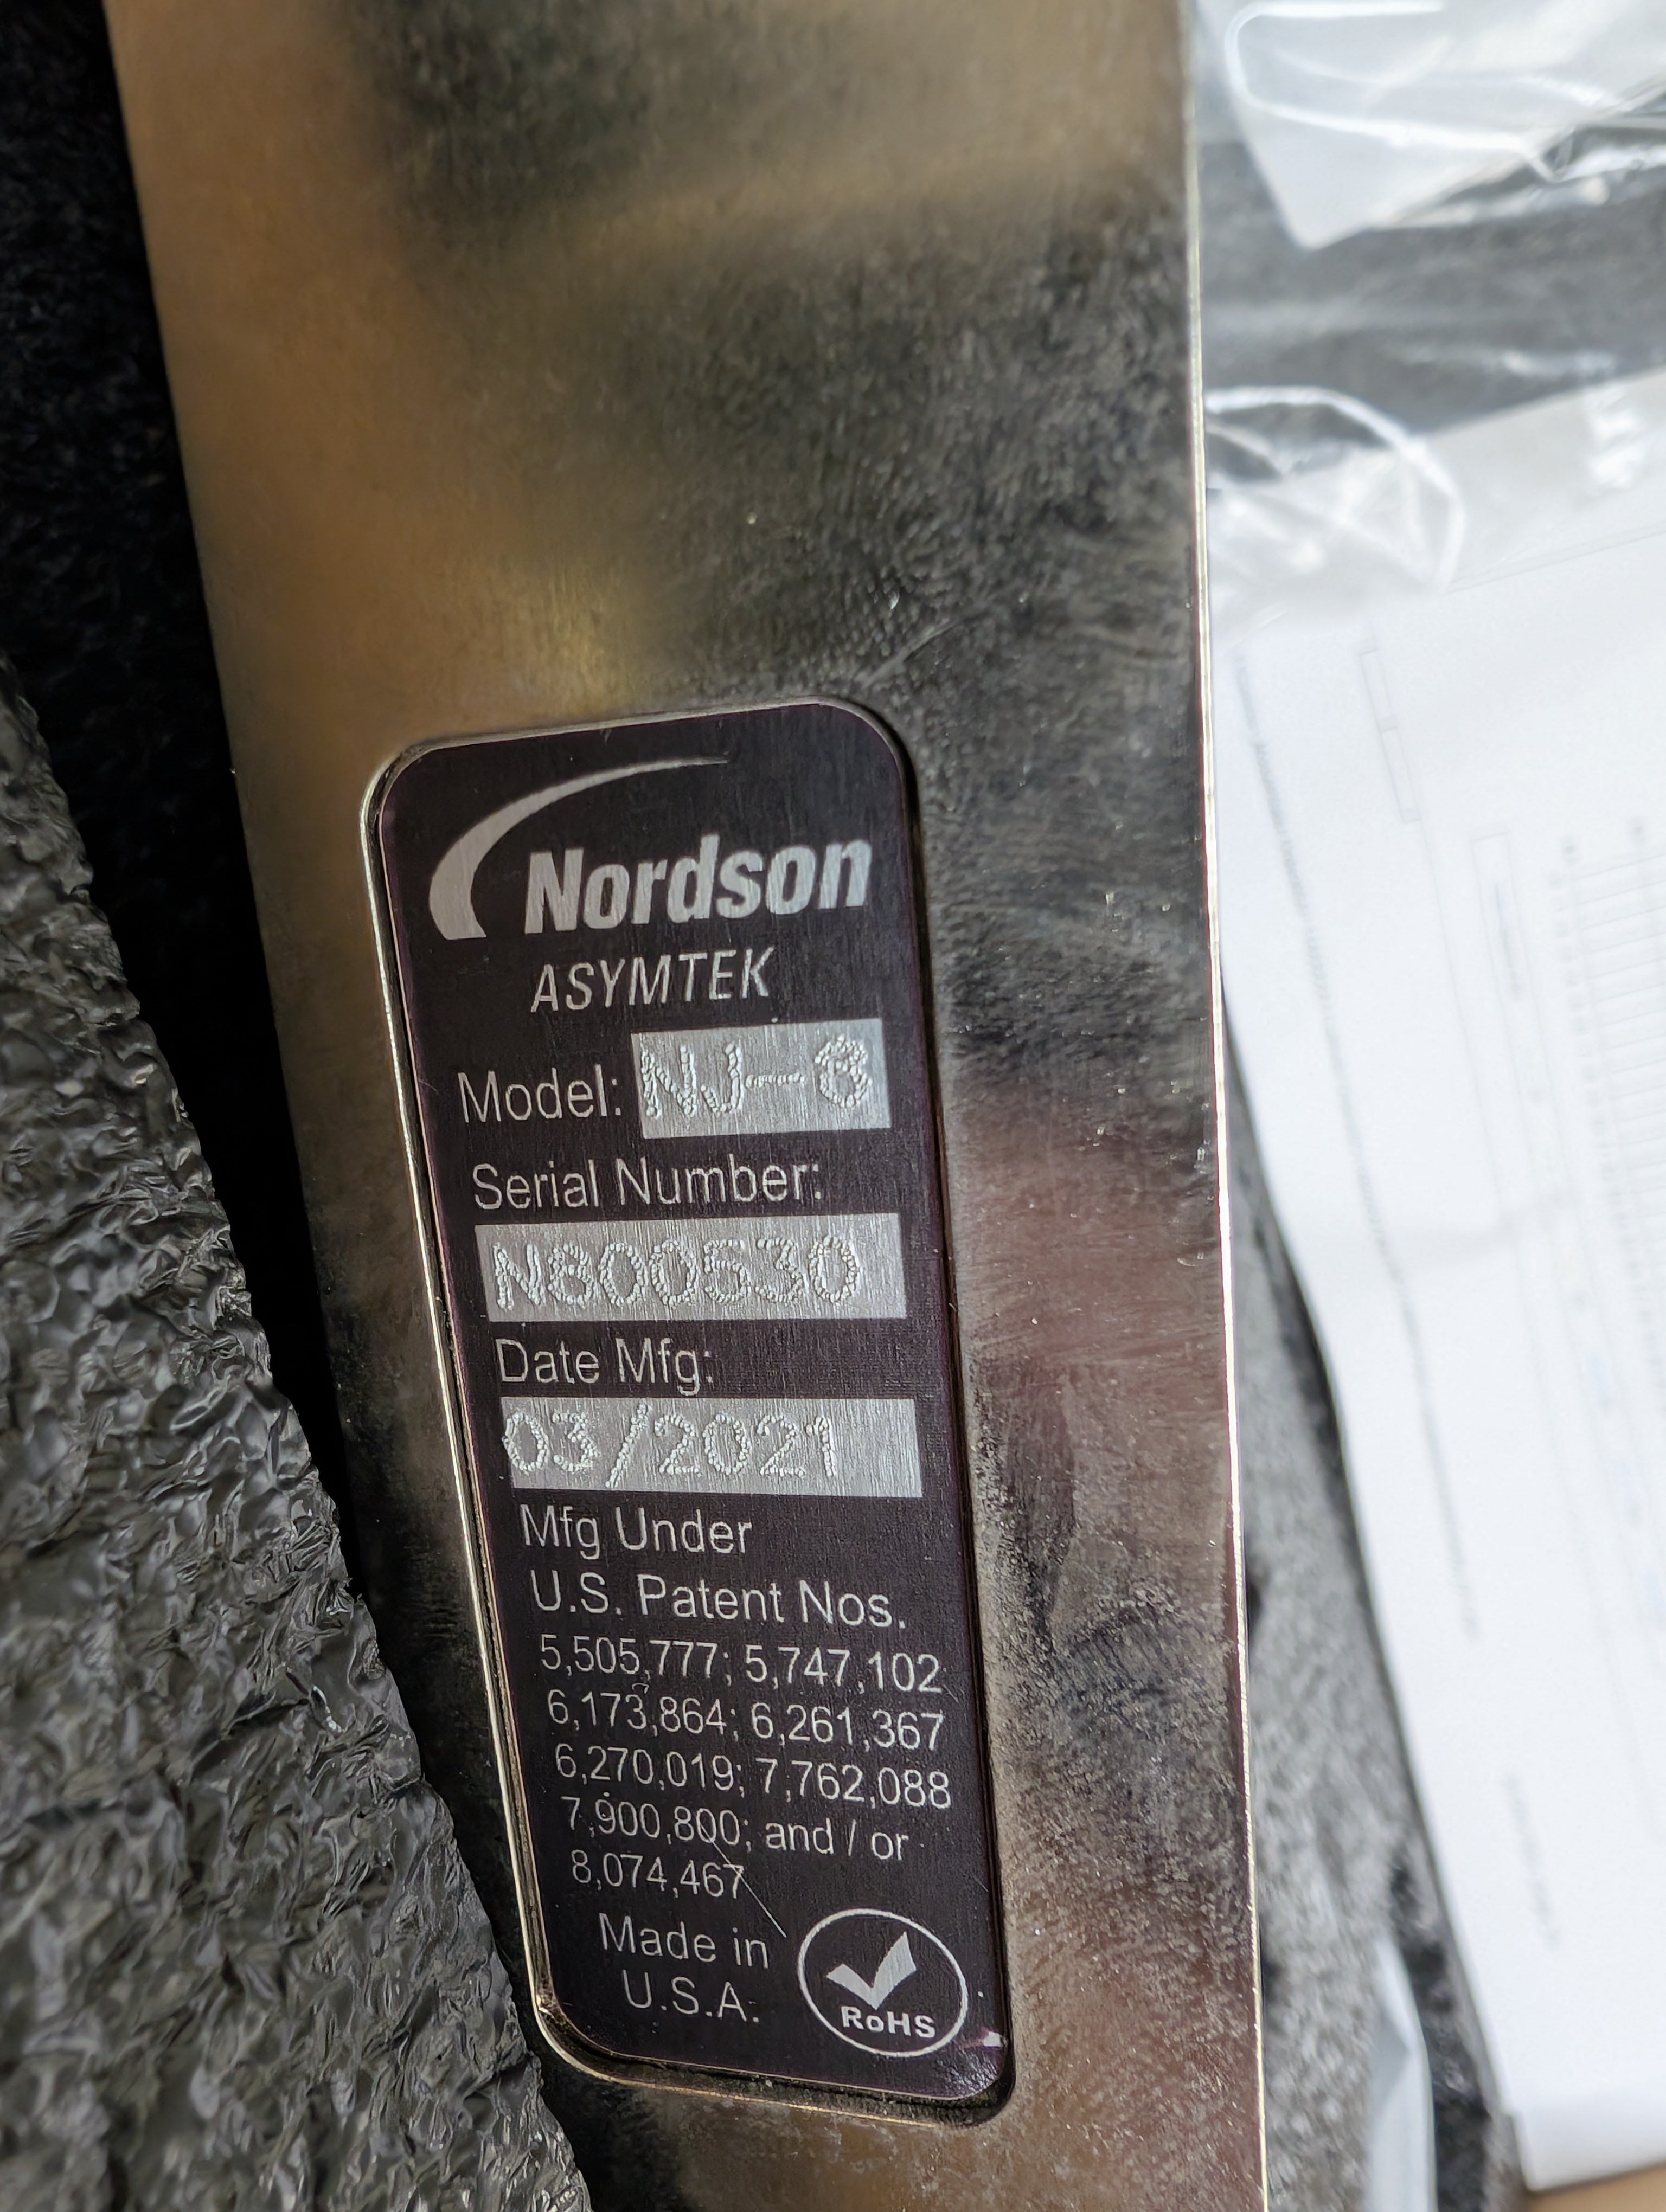 Nordson
ASYMTEK
Model: NJ-8
Serial Number:
N800530
Date Mfg:
03/2021
Mfg Under
U.S. Patent Nos.
5,505,777; 5,747,102
6,173,864; 6,261,367
6,270,019; 7,762,088
7,900,800; and / or
8,074,467
Made in
U.S.A.
RoHS